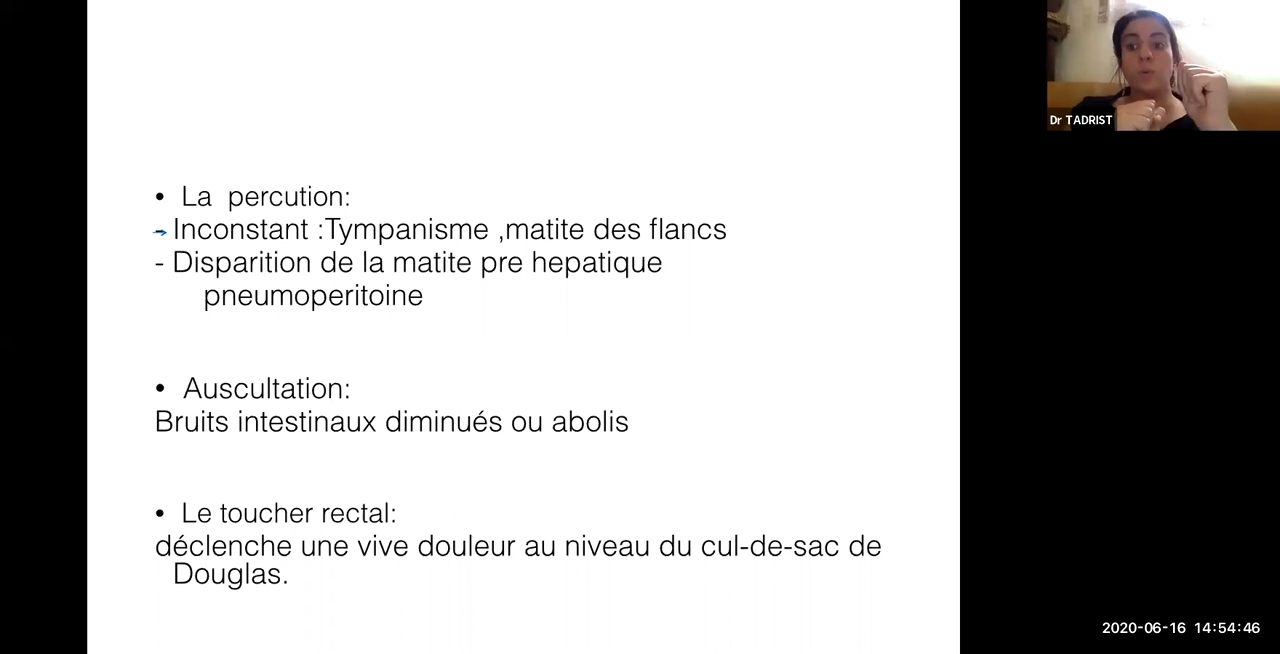 Dr TADRIST
• La percution:
Inconstant :Tympanisme ,matite des flancs
- Disparition de la matite pre hepatique
pneumoperitoine
• Auscultation:
Bruits intestinaux diminués ou abolis
• Le toucher rectal:
déclenche une vive douleur au niveau du cul-de-sac de
Douglas.
2020-06-16 14:54:46